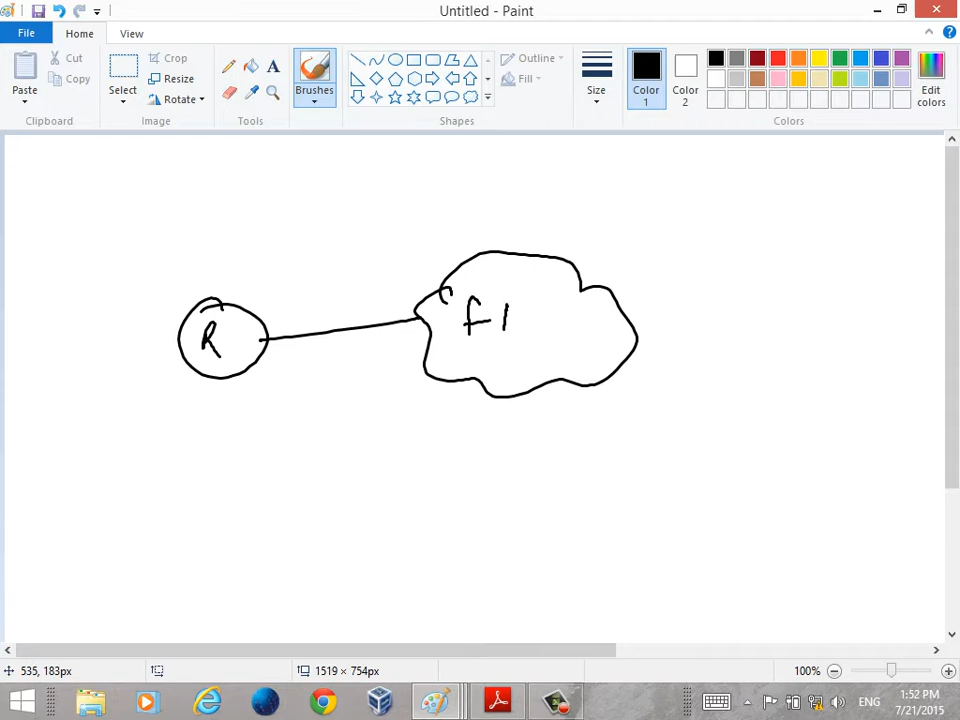 Untitled - Paint
File Home View
Cut
Copy
Paste
Clipboard
Crop
Resize
Rotate
Select
Image
Tools
Brushes
Outline
Fill
Shapes
Size
Color 1
Color 2
Edit colors
Colors
R
f1
535, 183px
1519 × 754px
100%
ENG
1:52 PM
7/21/2015